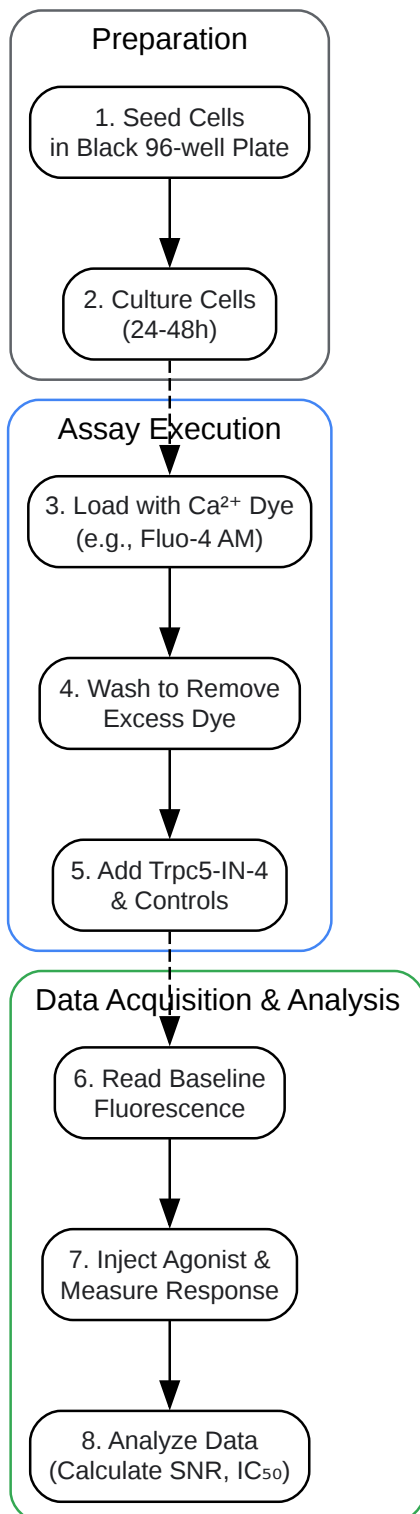 Preparation
1. Seed Cells
in Black 96-well Plate
2. Culture Cells
(24-48h)
Assay Execution
3. Load with Ca²⁺ Dye
(e.g., Fluo-4 AM)
4. Wash to Remove
Excess Dye
5. Add Trpc5-IN-4
& Controls
Data Acquisition & Analysis
6. Read Baseline
Fluorescence
7. Inject Agonist &
Measure Response
8. Analyze Data
(Calculate SNR, IC₅₀)